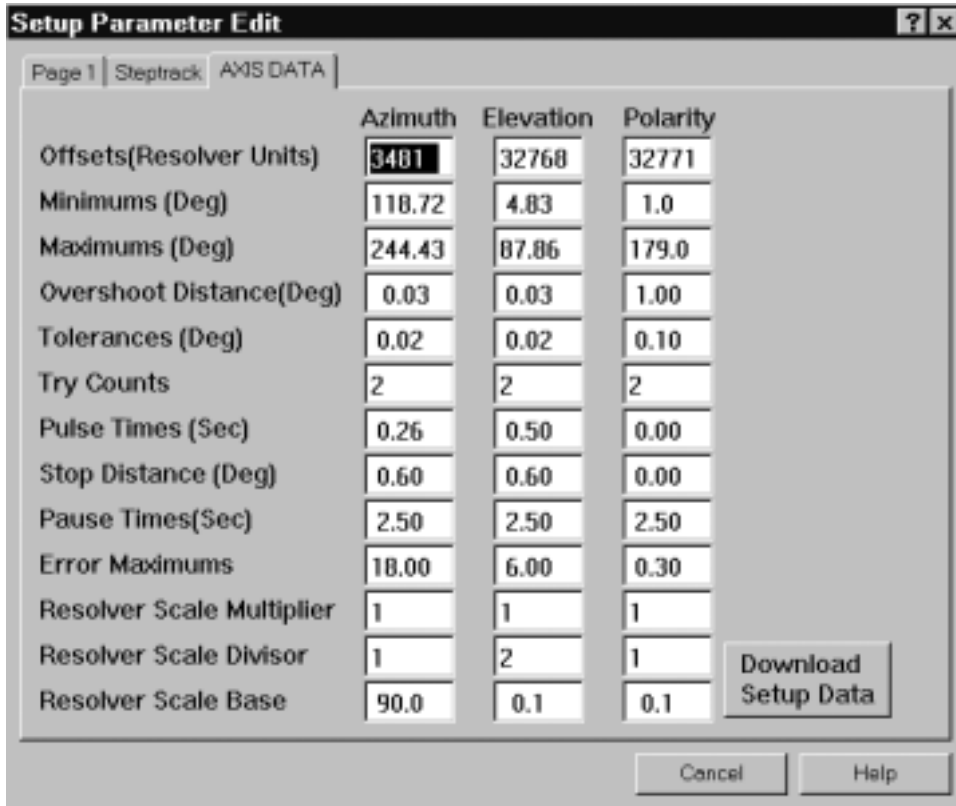 Setup Parameter Edit ? x
Page 1 Steptrack AXIS DATA
Azimuth Elevation Polarity
Offsets(Resolver Units) 3481 32768 32771
Minimums (Deg) 118.72 4.83 1.0
Maximums (Deg) 244.43 87.86 179.0
Overshoot Distance(Deg) 0.03 0.03 1.00
Tolerances (Deg) 0.02 0.02 0.10
Try Counts 2 2 2
Pulse Times (Sec) 0.26 0.50 0.00
Stop Distance (Deg) 0.60 0.60 0.00
Pause Times(Sec) 2.50 2.50 2.50
Error Maximums 18.00 6.00 0.30
Resolver Scale Multiplier 1 1 1
Resolver Scale Divisor 1 2 1
Resolver Scale Base 90.0 0.1 0.1
Download
Setup Data
Cancel Help